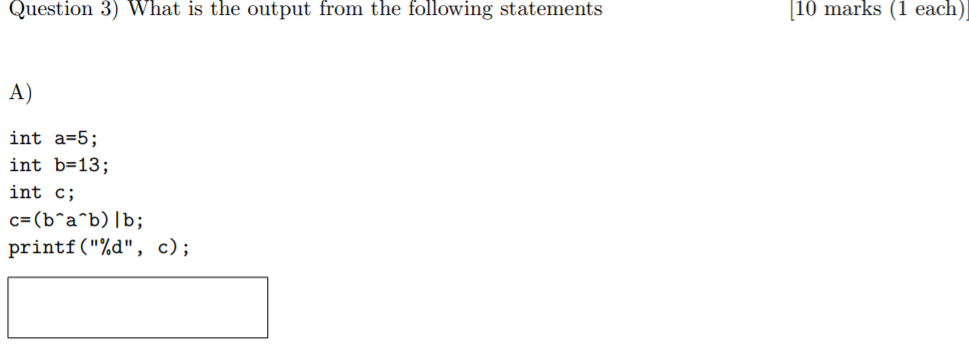 Question 3) What is the output from the following statements [10 marks (1 each)]
A)
int a=5;
int b=13;
int c;
c=(b^a^b)|b;
printf("%d", c);